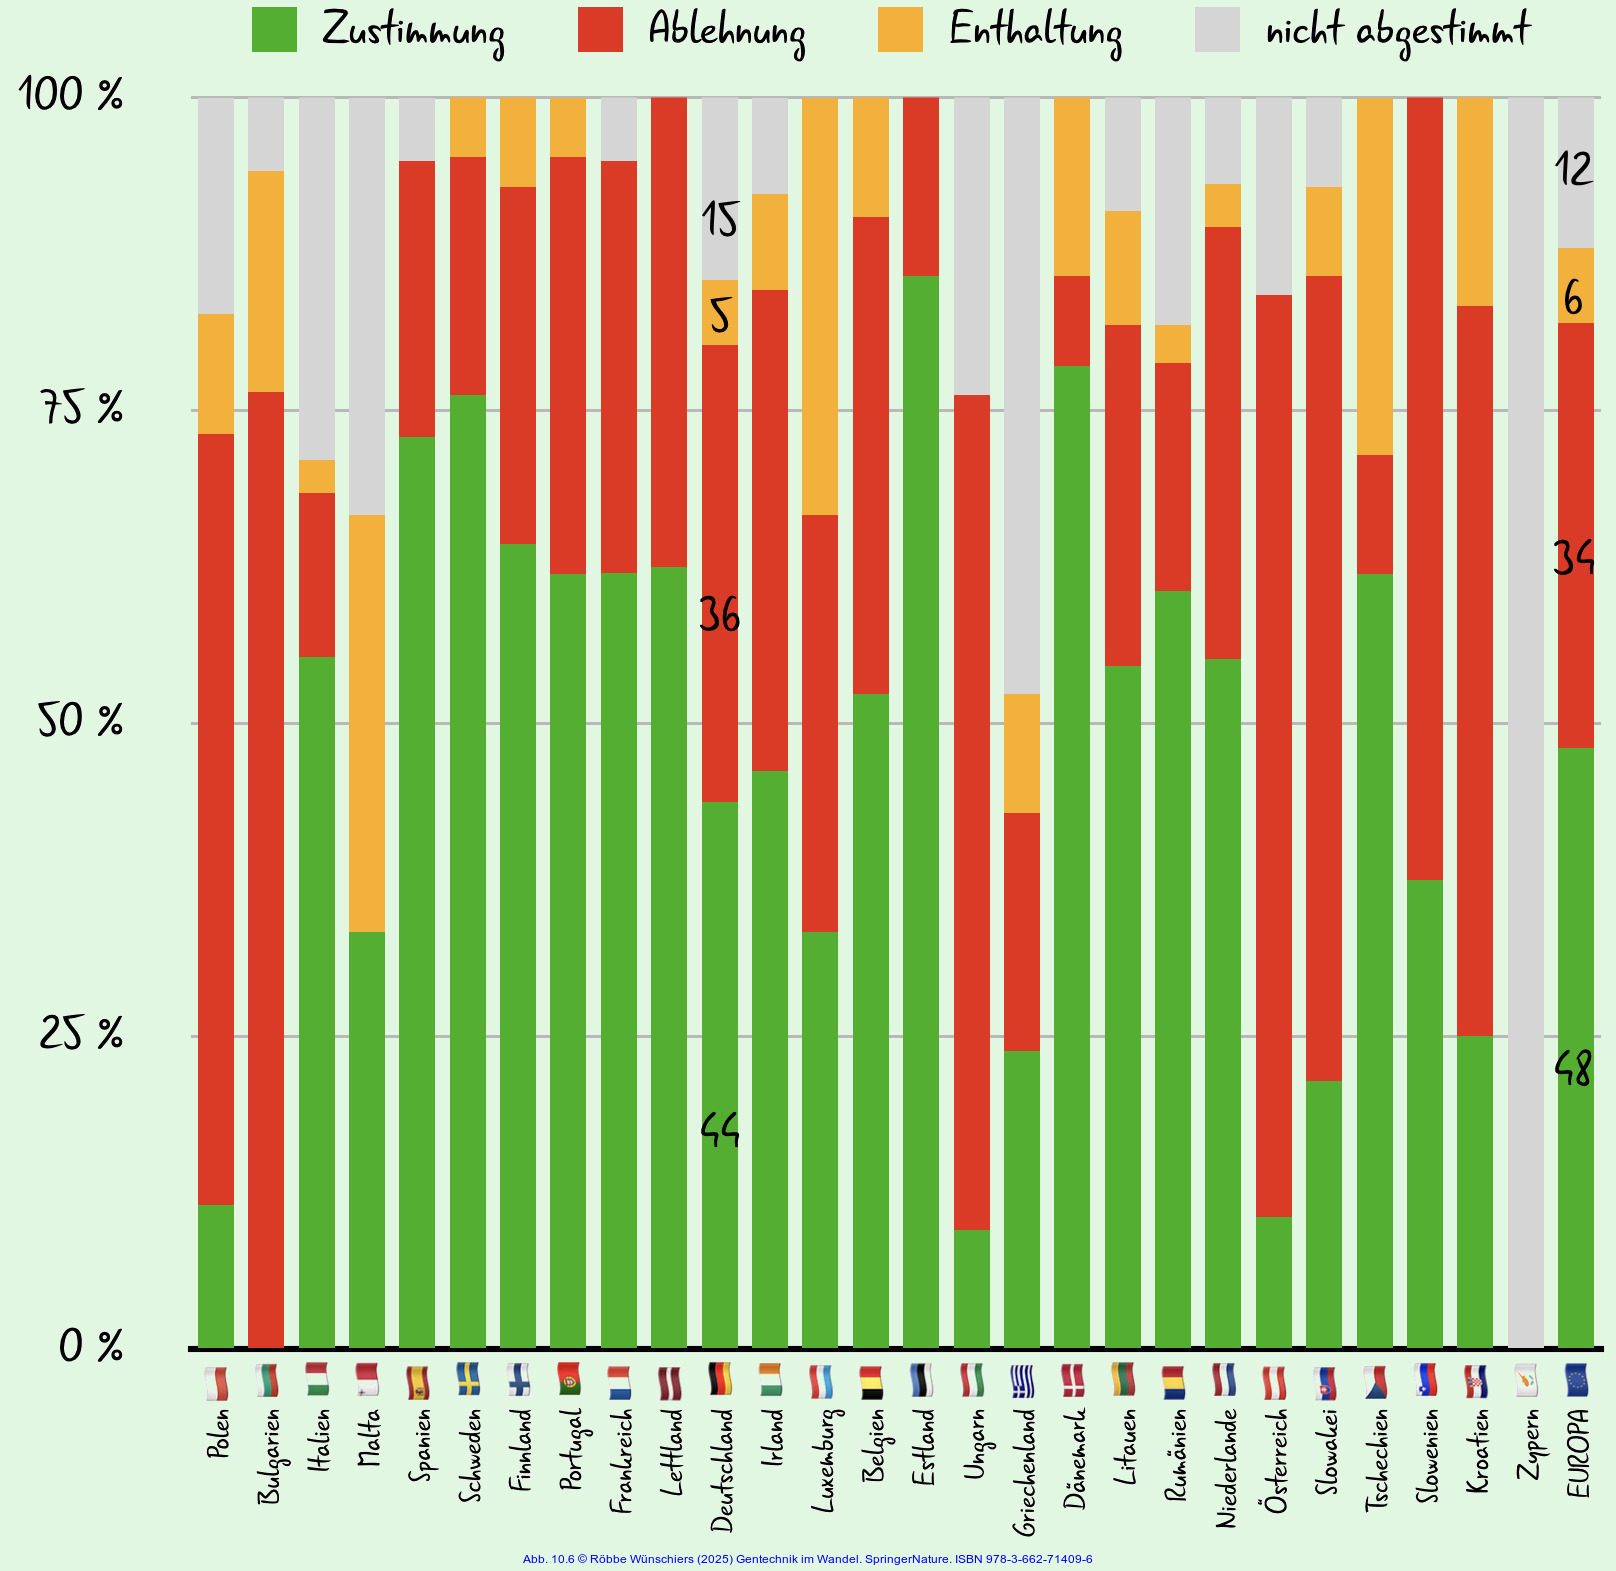 Zustimmung Ablehnung Enthaltung nicht abgestimmt
100 %
75 %
50 %
25 %
0 %
15
5
36
44
12
6
34
48
Polen
Bulgarien
Italien
Malta
Spanien
Schweden
Finnland
Portugal
Frankreich
Lettland
Deutschland
Irland
Luxemburg
Belgien
Estland
Ungarn
Griechenland
Dänemark
Litauen
Rumänien
Niederlande
Österreich
Slowakei
Tschechien
Slowenien
Kroatien
Zypern
EUROPA
Abb. 10.6 © Röbbe Wünschiers (2025) Gentechnik im Wandel. SpringerNature. ISBN 978-3-662-71409-6